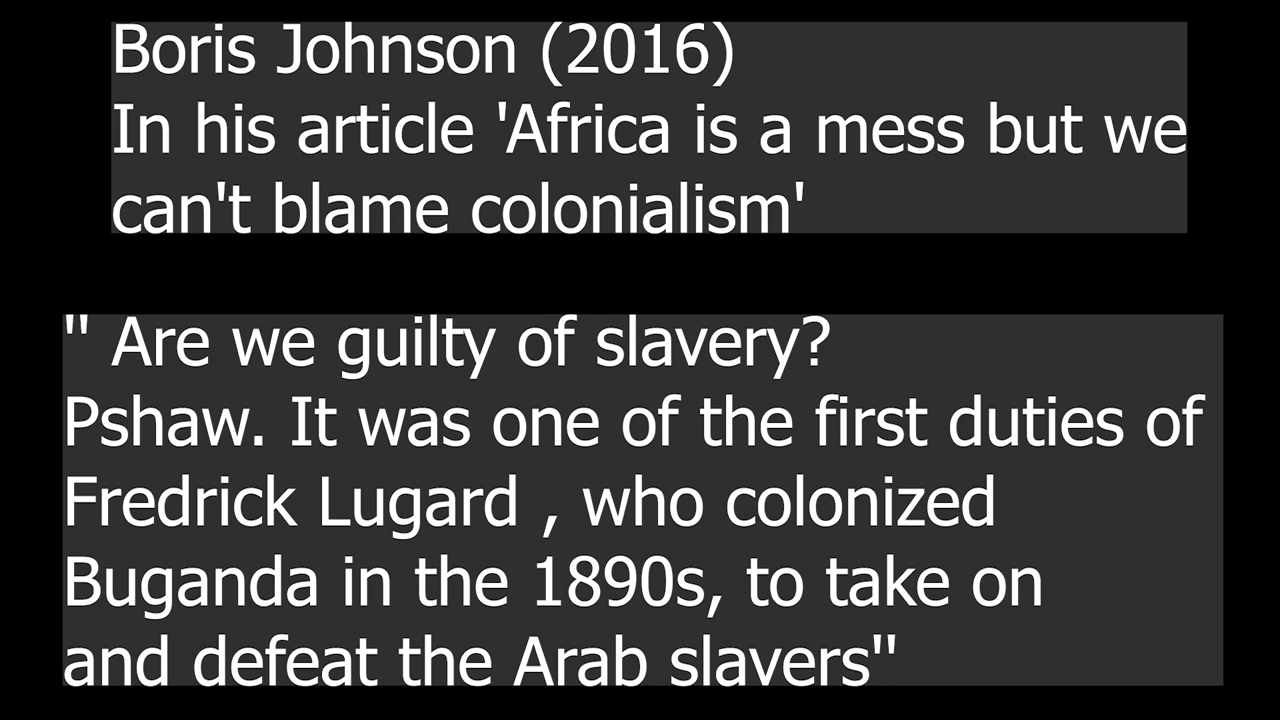 Boris Johnson (2016)
In his article 'Africa is a mess but we
can't blame colonialism'
" Are we guilty of slavery?
Pshaw. It was one of the first duties of
Fredrick Lugard , who colonized
Buganda in the 1890s, to take on
and defeat the Arab slavers"